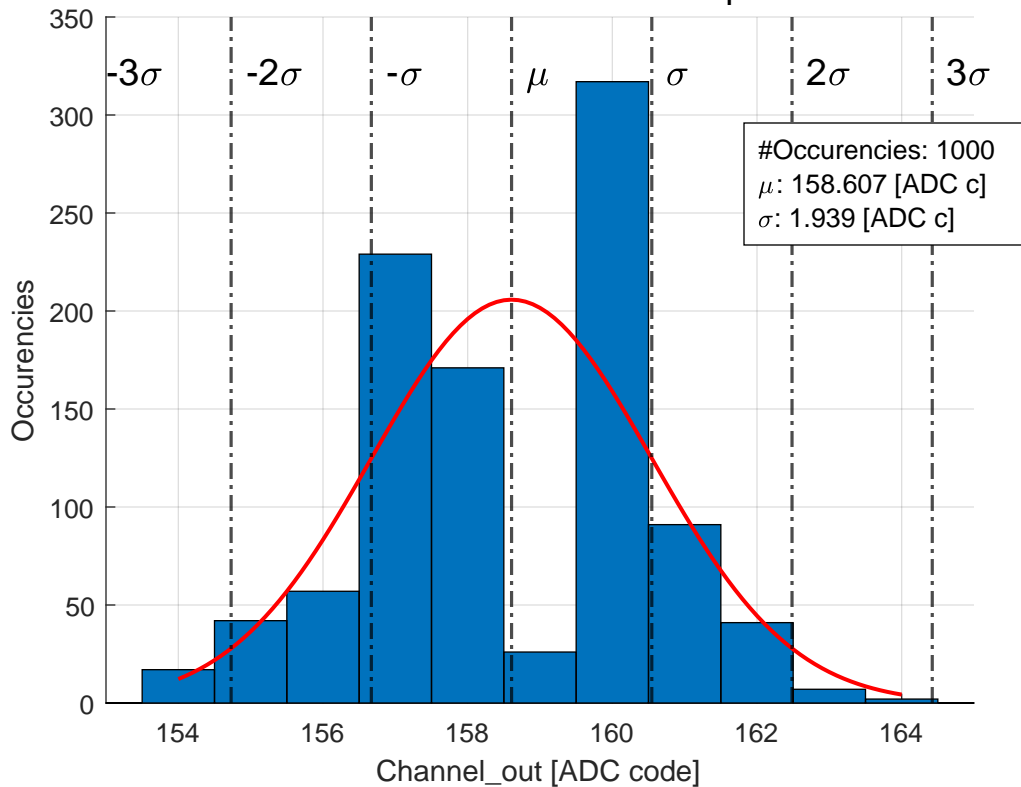 350
300
250
200
150
100
50
0
Occurencies
-3σ
-2σ
-σ
μ
σ
2σ
3σ
#Occurencies: 1000
μ: 158.607 [ADC c]
σ: 1.939 [ADC c]
154
156
158
160
162
164
Channel_out [ADC code]